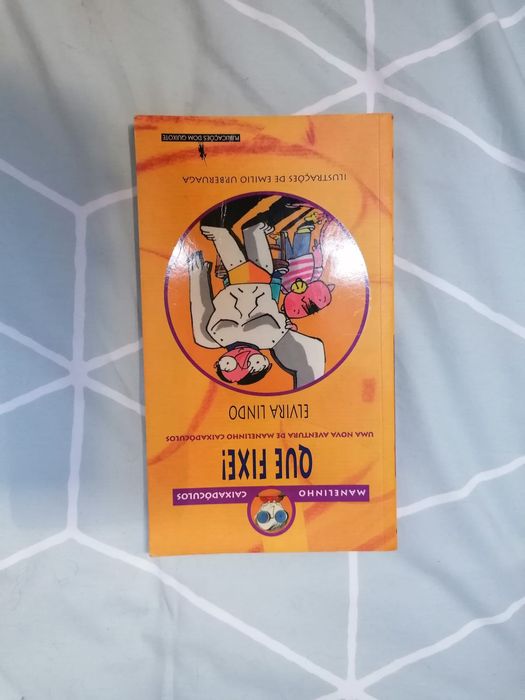 MANELINHO CAIXADÓCULOS
QUE FIXE!
UMA NOVA AVENTURA DE MANELINHO CAIXADÓCULOS
ELVIRA LINDO
ILUSTRAÇÕES DE EMILIO URBERUAGA
PUBLICAÇÕES DOM QUIXOTE